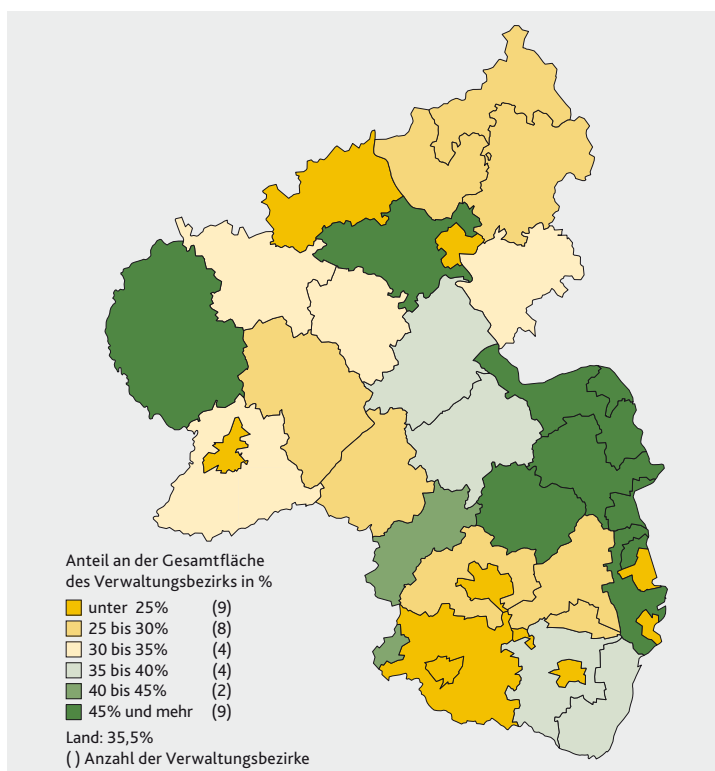 Anteil an der Gesamtfläche
des Verwaltungsbezirks in %
unter 25% (9)
25 bis 30% (8)
30 bis 35% (4)
35 bis 40% (4)
40 bis 45% (2)
45% und mehr (9)
Land: 35,5%
( ) Anzahl der Verwaltungsbezirke